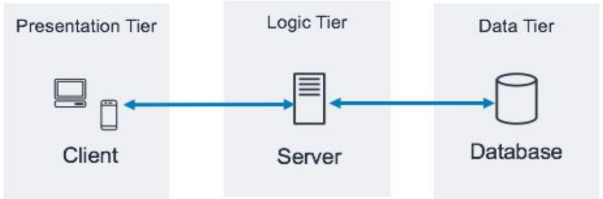 Presentation Tier
Logic Tier
Data Tier
Client
Server
Database